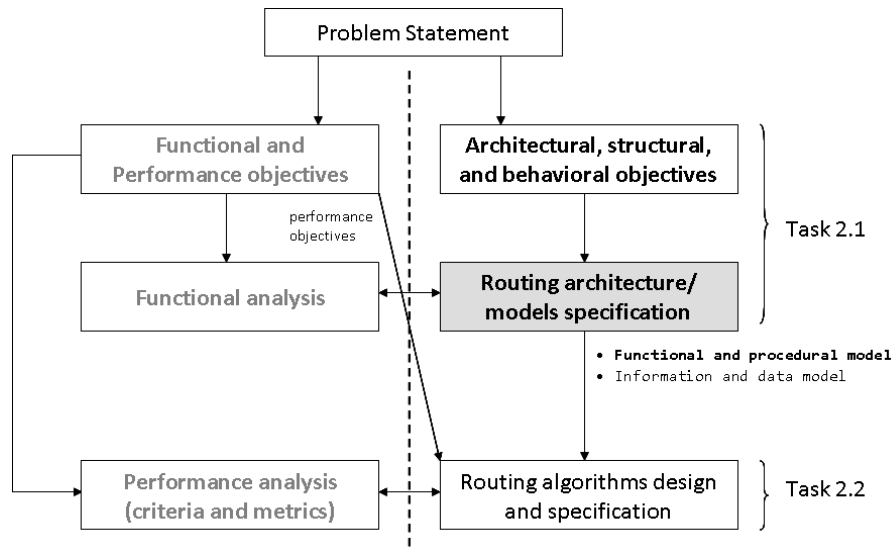 Problem Statement
Functional and
Performance objectives
Architectural, structural,
and behavioral objectives
performance
objectives
Task 2.1
Functional analysis
Routing architecture/
models specification
• Functional and procedural model
• Information and data model
Performance analysis
(criteria and metrics)
Routing algorithms design
and specification
Task 2.2